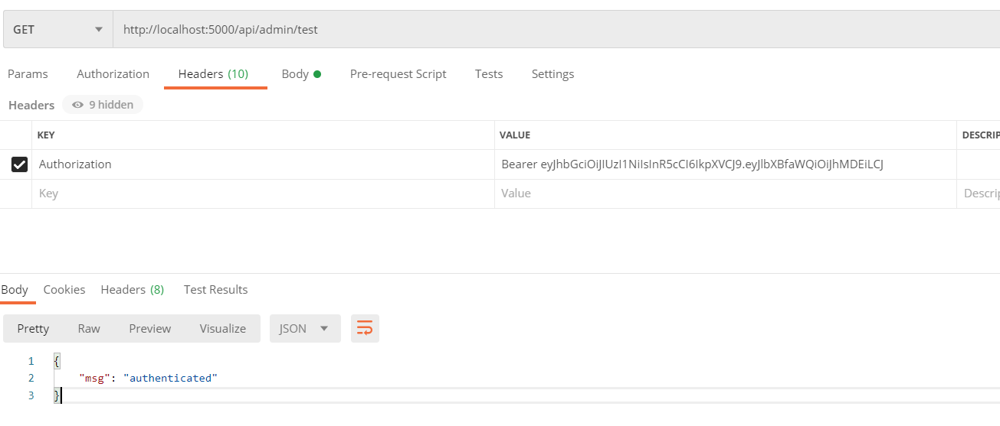 GET http://localhost:5000/api/admin/test
Params Authorization Headers (10) Body Pre-request Script Tests Settings
Headers 9 hidden
KEY VALUE DESCRIP
Authorization Bearer eyJhbGciOiJIUzI1NiIsInR5cCI6IkpXVCJ9.eyJlbXBfaWQiOiJhMDEiLCJ
Key Value Descrip
Body Cookies Headers (8) Test Results
Pretty Raw Preview Visualize JSON
1 {
2 "msg": "authenticated"
3 }